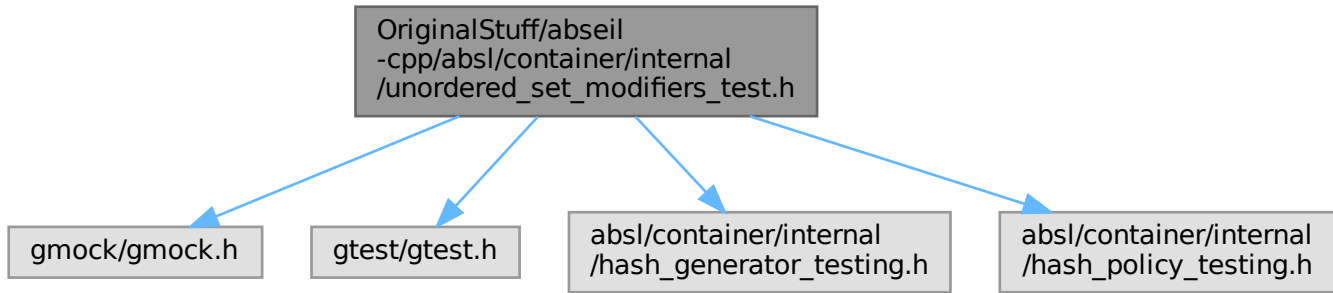 OriginalStuff/abseil
-cpp/absl/container/internal
/unordered_set_modifiers_test.h
gmock/gmock.h
gtest/gtest.h
absl/container/internal
/hash_generator_testing.h
absl/container/internal
/hash_policy_testing.h